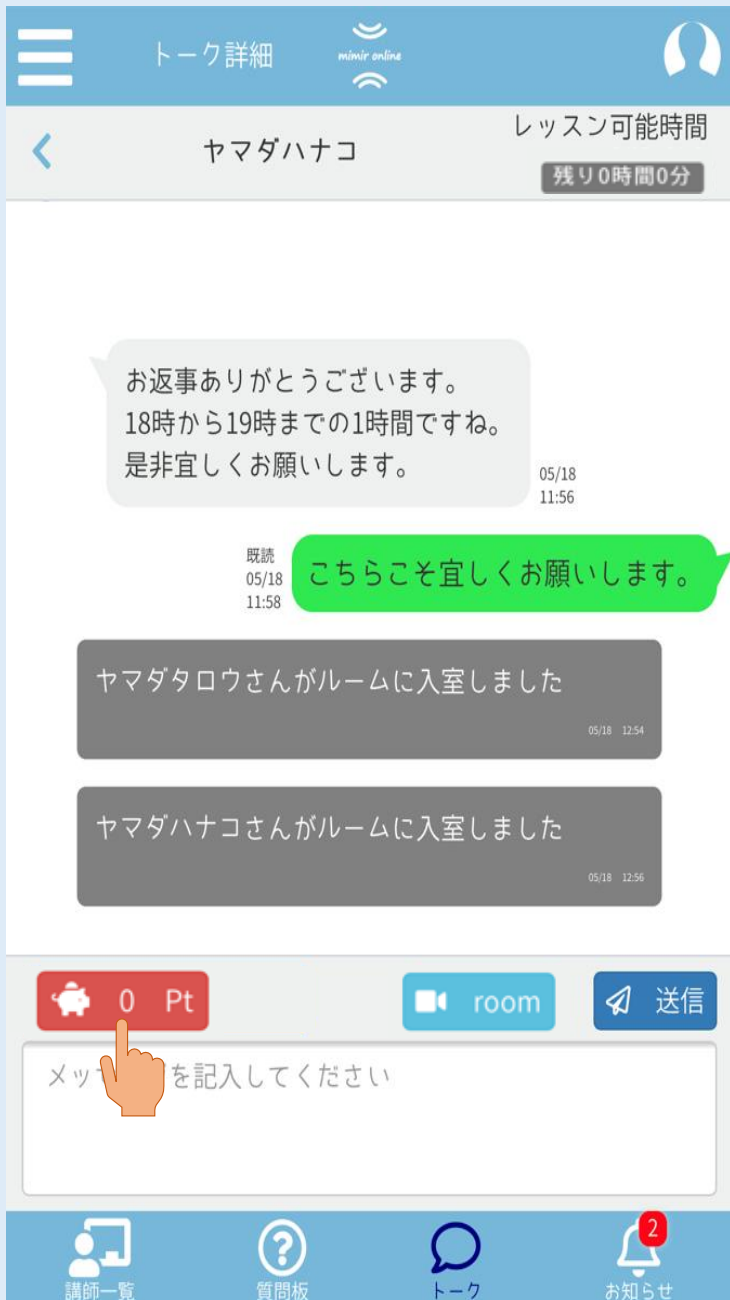 トーク詳細
mimir online
ヤマダハナコ
レッスン可能時間
残り0時間0分
お返事ありがとうございます。
18時から19時までの1時間ですね。
是非宜しくお願いします。
05/18
11:56
既読
05/18
11:58
こちらこそ宜しくお願いします。
ヤマダタロウさんがルームに入室しました
05/18 12:54
ヤマダハナコさんがルームに入室しました
05/18 12:56
0 Pt
room
送信
メッ を記入してください
講師一覧
質問板
トーク
2
お知らせ